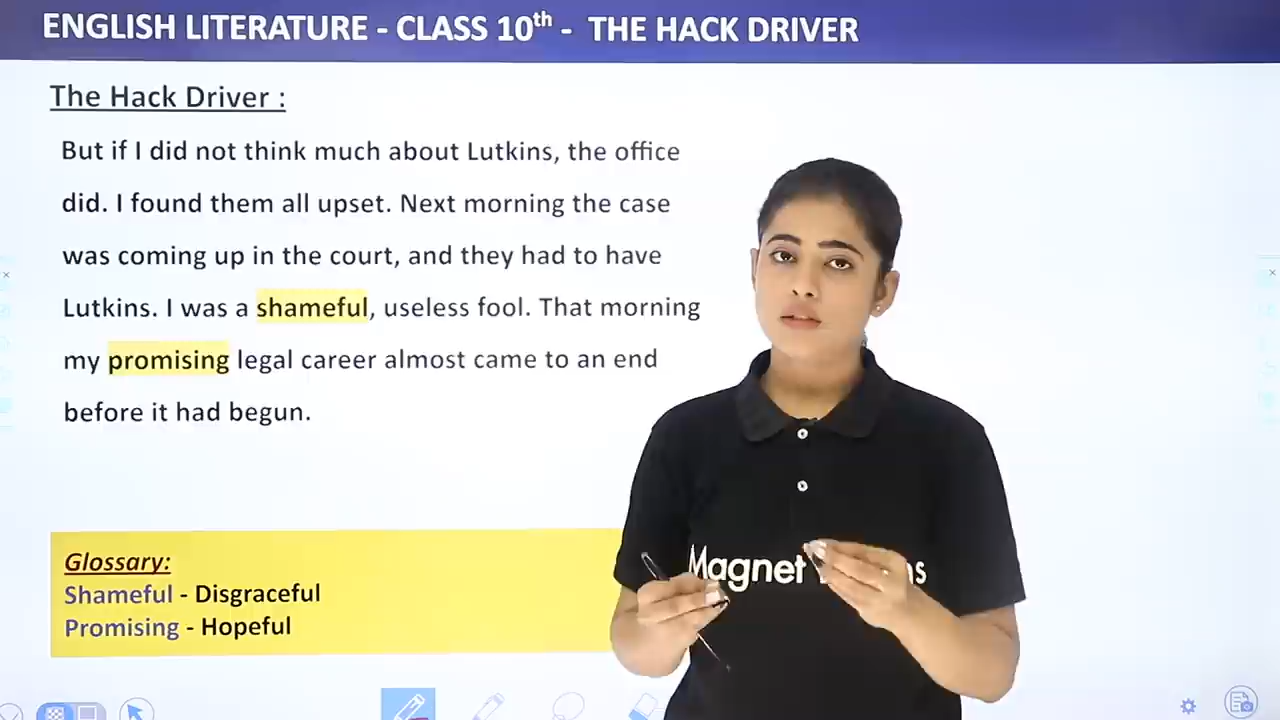 ENGLISH LITERATURE - CLASS 10th - THE HACK DRIVER
The Hack Driver :
But if I did not think much about Lutkins, the office
did. I found them all upset. Next morning the case
was coming up in the court, and they had to have
Lutkins. I was a shameful, useless fool. That morning
my promising legal career almost came to an end
before it had begun.
Glossary:
Shameful - Disgraceful
Promising - Hopeful
Magnet